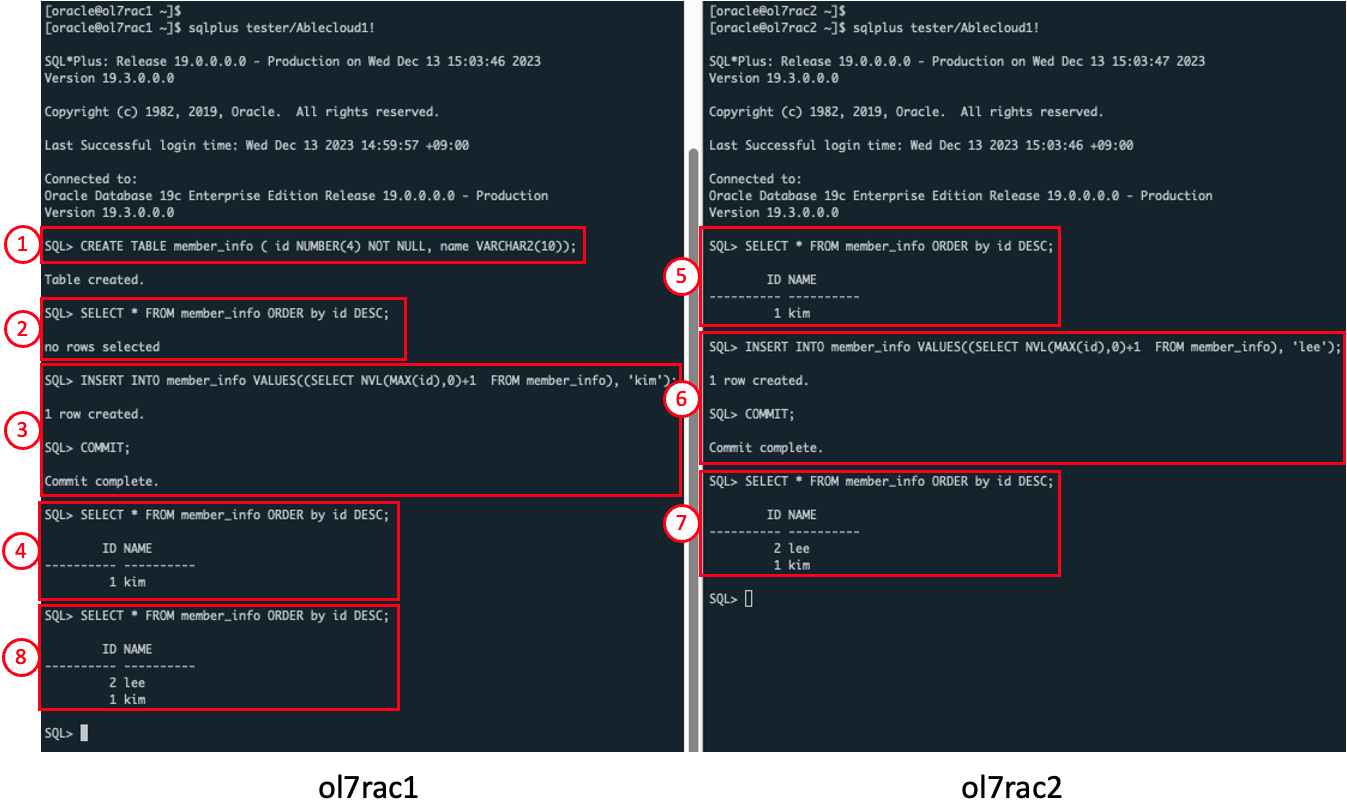 [oracle@ol7rac1 ~]$
[oracle@ol7rac1 ~]$ sqlplus tester/Ablecloud1!
SQL*Plus: Release 19.0.0.0.0 - Production on Wed Dec 13 15:03:46 2023
Version 19.3.0.0.0
Copyright (c) 1982, 2019, Oracle.  All rights reserved.
Last Successful login time: Wed Dec 13 2023 14:59:57 +09:00
Connected to:
Oracle Database 19c Enterprise Edition Release 19.0.0.0.0 - Production
Version 19.3.0.0.0
1
SQL> CREATE TABLE member_info ( id NUMBER(4) NOT NULL, name VARCHAR2(10));
Table created.
2
SQL> SELECT * FROM member_info ORDER by id DESC;
no rows selected
3
SQL> INSERT INTO member_info VALUES((SELECT NVL(MAX(id),0)+1  FROM member_info), 'kim');
1 row created.
SQL> COMMIT;
Commit complete.
4
SQL> SELECT * FROM member_info ORDER by id DESC;
ID NAME
---------- ----------
1 kim
8
SQL> SELECT * FROM member_info ORDER by id DESC;
ID NAME
---------- ----------
2 lee
1 kim
SQL>
ol7rac1
[oracle@ol7rac2 ~]$
[oracle@ol7rac2 ~]$ sqlplus tester/Ablecloud1!
SQL*Plus: Release 19.0.0.0.0 - Production on Wed Dec 13 15:03:47 2023
Version 19.3.0.0.0
Copyright (c) 1982, 2019, Oracle.  All rights reserved.
Last Successful login time: Wed Dec 13 2023 15:03:46 +09:00
Connected to:
Oracle Database 19c Enterprise Edition Release 19.0.0.0.0 - Production
Version 19.3.0.0.0
5
SQL> SELECT * FROM member_info ORDER by id DESC;
ID NAME
---------- ----------
1 kim
6
SQL> INSERT INTO member_info VALUES((SELECT NVL(MAX(id),0)+1  FROM member_info), 'lee');
1 row created.
SQL> COMMIT;
Commit complete.
7
SQL> SELECT * FROM member_info ORDER by id DESC;
ID NAME
---------- ----------
2 lee
1 kim
SQL>
ol7rac2